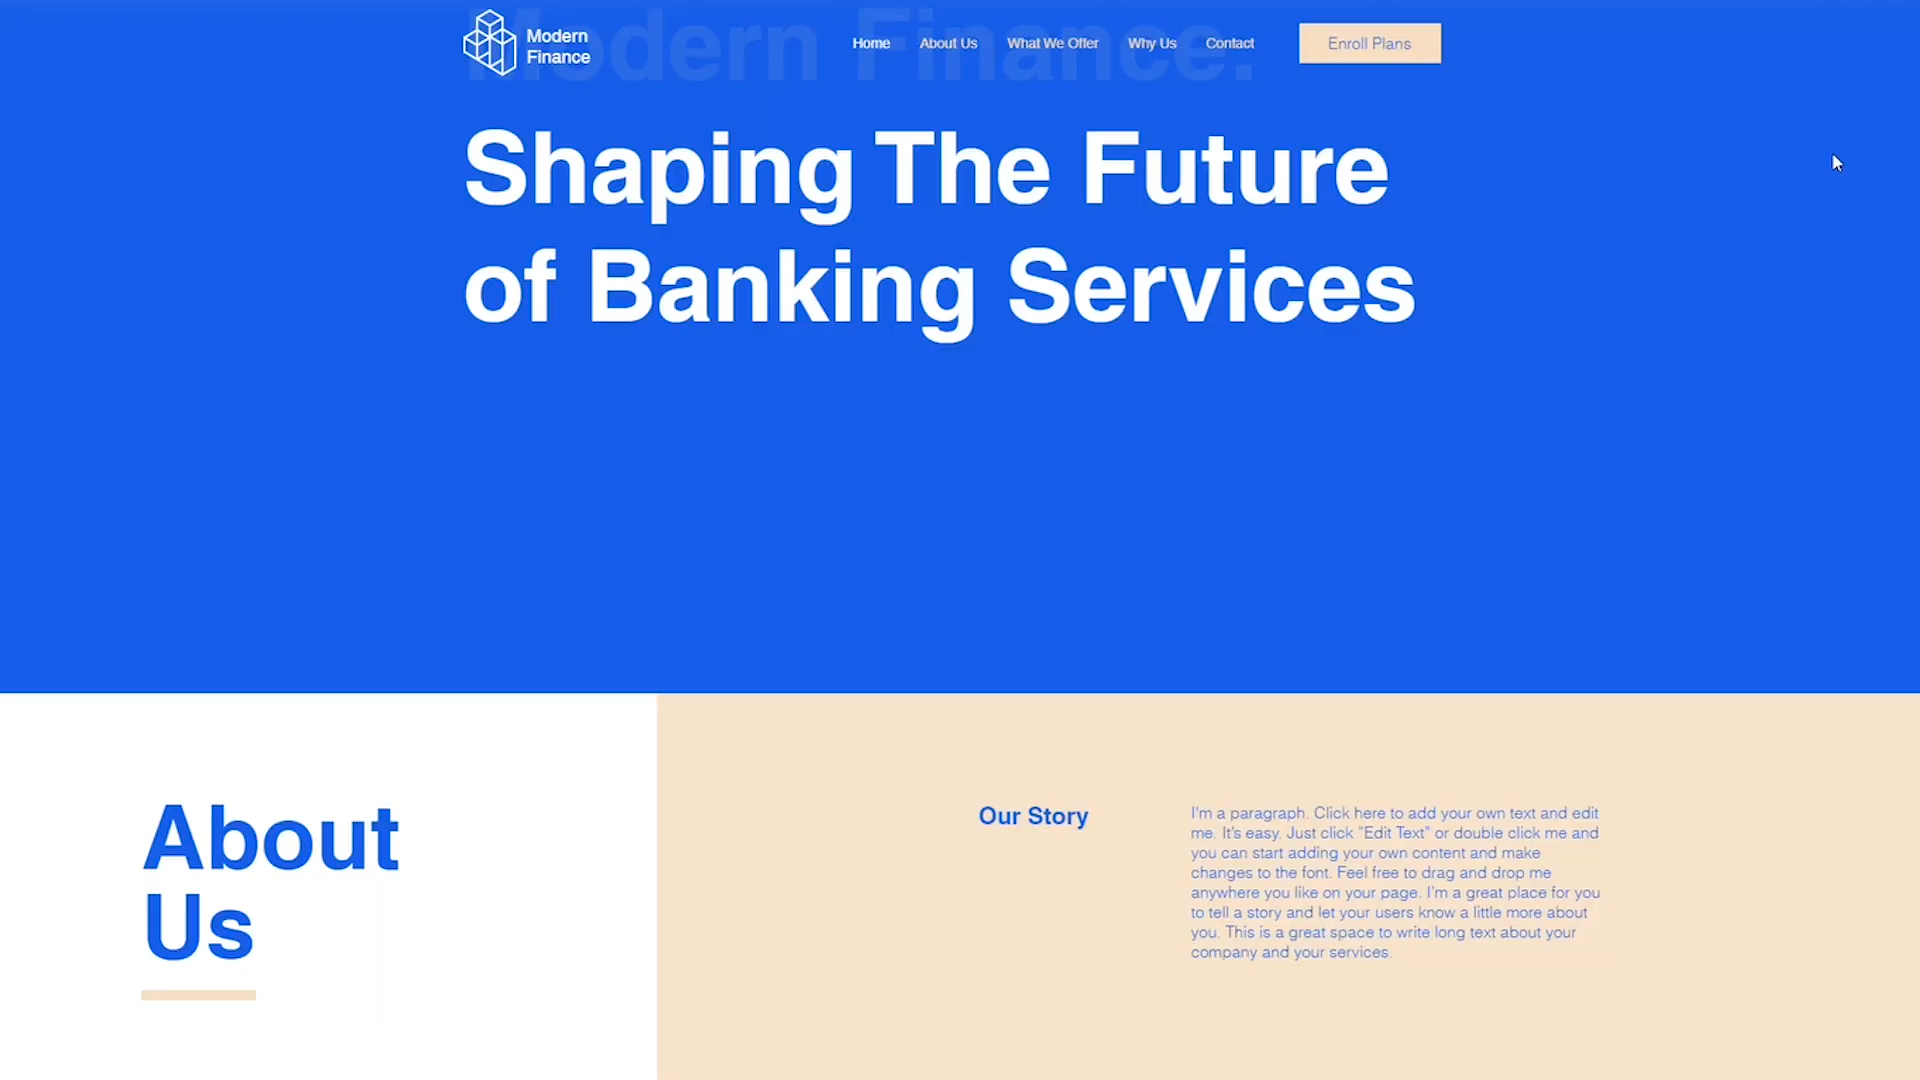 Modern Finance.
Modern
Finance
Home
About Us
What We Offer
Why Us
Contact
Enroll Plans
Shaping The Future
of Banking Services
About
Us
Our Story
I'm a paragraph. Click here to add your own text and edit
me. It's easy. Just click "Edit Text" or double click me and
you can start adding your own content and make
changes to the font. Feel free to drag and drop me
anywhere you like on your page. I'm a great place for you
to tell a story and let your users know a little more about
you. This is a great space to write long text about your
company and your services.